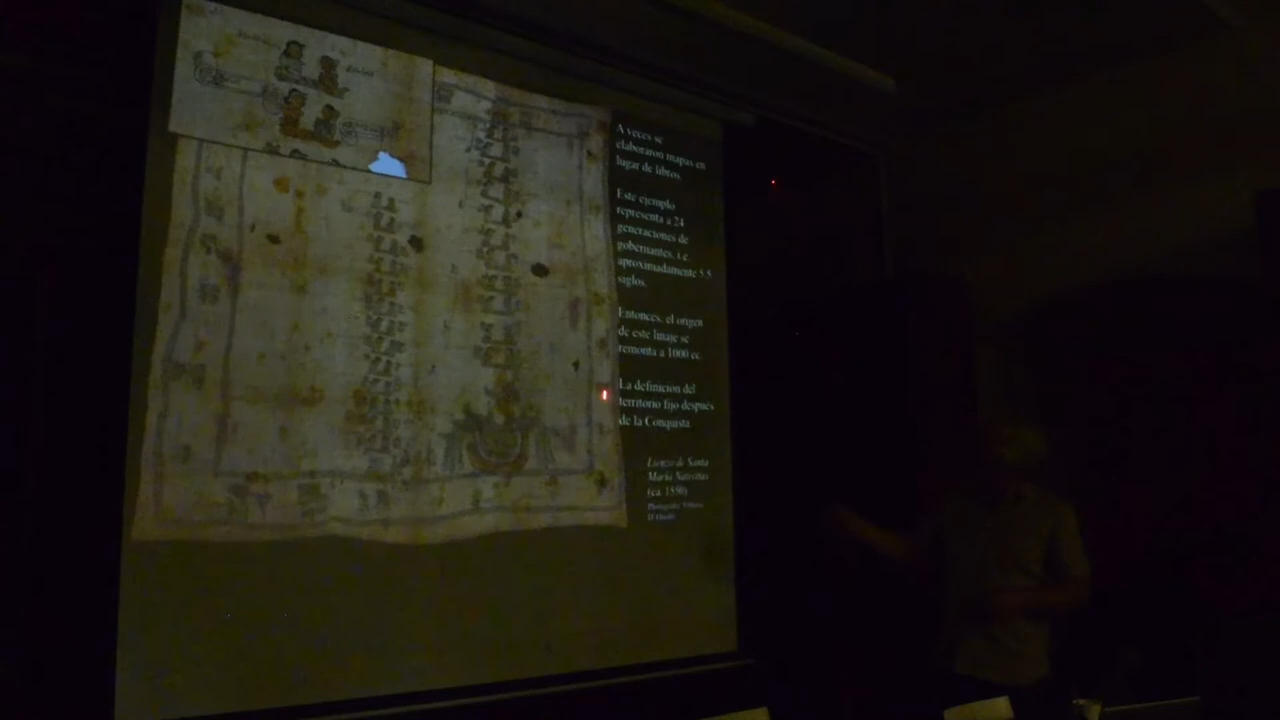 A veces se
elaboraron mapas en
lugar de libros.
Este ejemplo
representa a 24
generaciones de
gobernantes, i.e.
aproximadamente 5.5
siglos.
Entonces, el origen
de este linaje se
remonta a 1000 ec.
La definición del
territorio fijo después
de la Conquista.
Lienzo de Santa
María Nativitas
(ca. 1550)